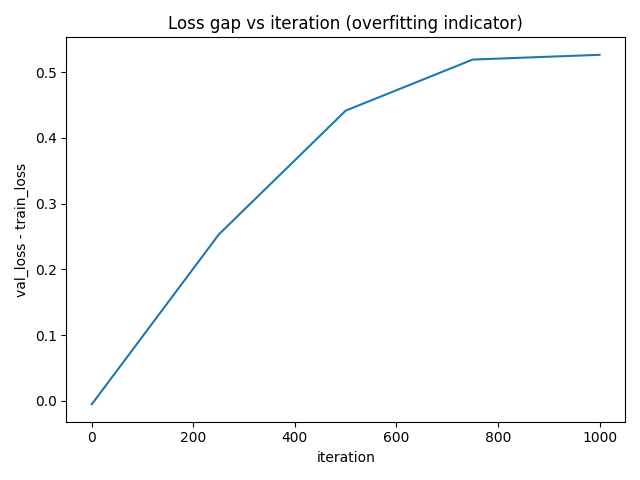 Loss gap vs iteration (overfitting indicator)
val_loss - train_loss
0.5
0.4
0.3
0.2
0.1
0.0
0 200 400 600 800 1000
iteration